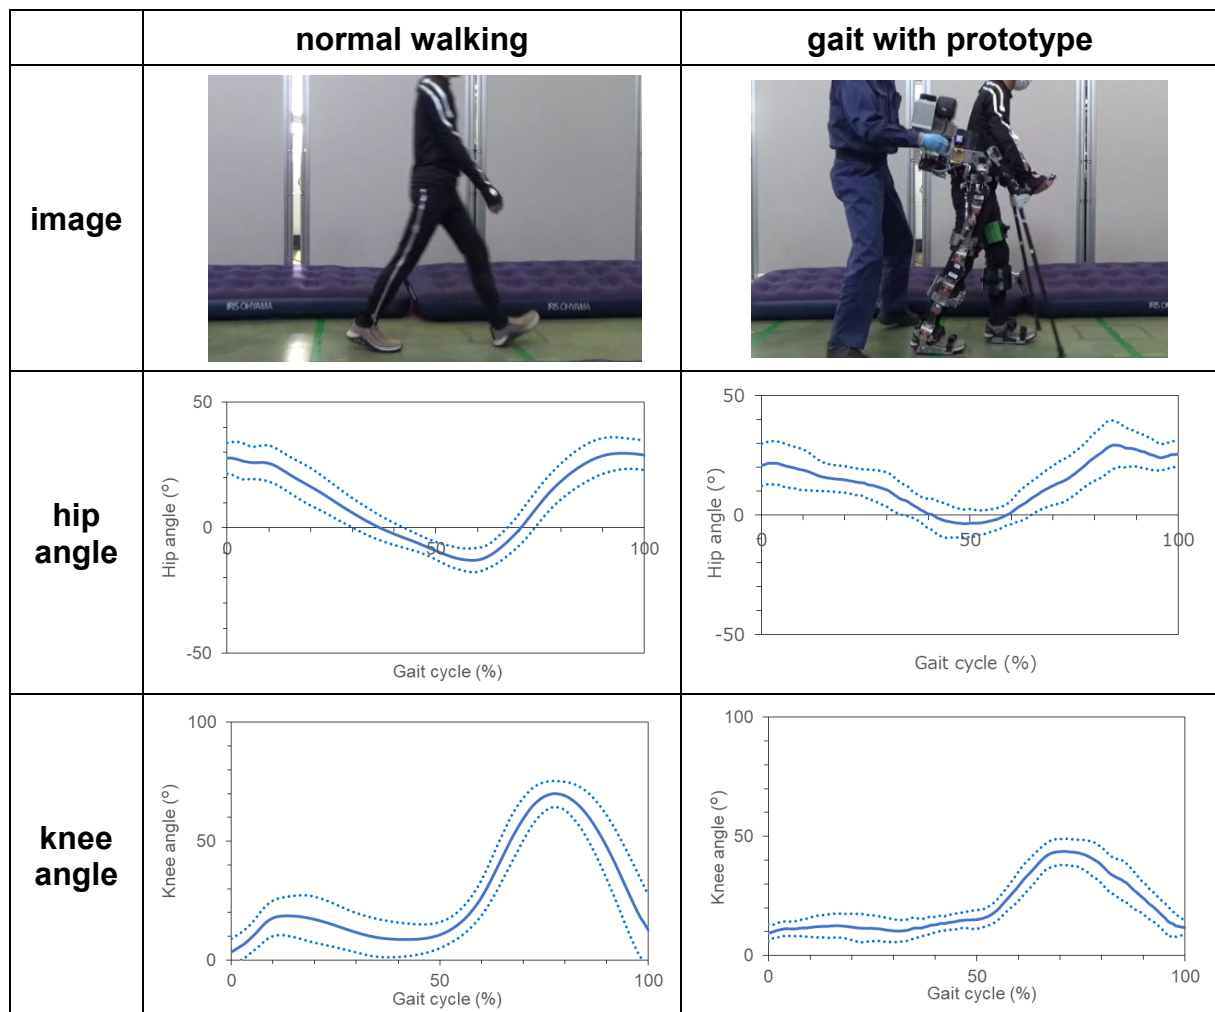 normal walking
gait with prototype
image
IRIS OHYAMA
IRIS OHYAMA
IRIS OH
hip
angle
50
0
-50
0
50
100
Hip angle (°)
Gait cycle (%)
50
0
-50
0
50
100
Hip angle (°)
Gait cycle (%)
knee
angle
100
50
0
0
50
100
Knee angle (°)
Gait cycle (%)
100
50
0
0
50
100
Knee angle (°)
Gait cycle (%)